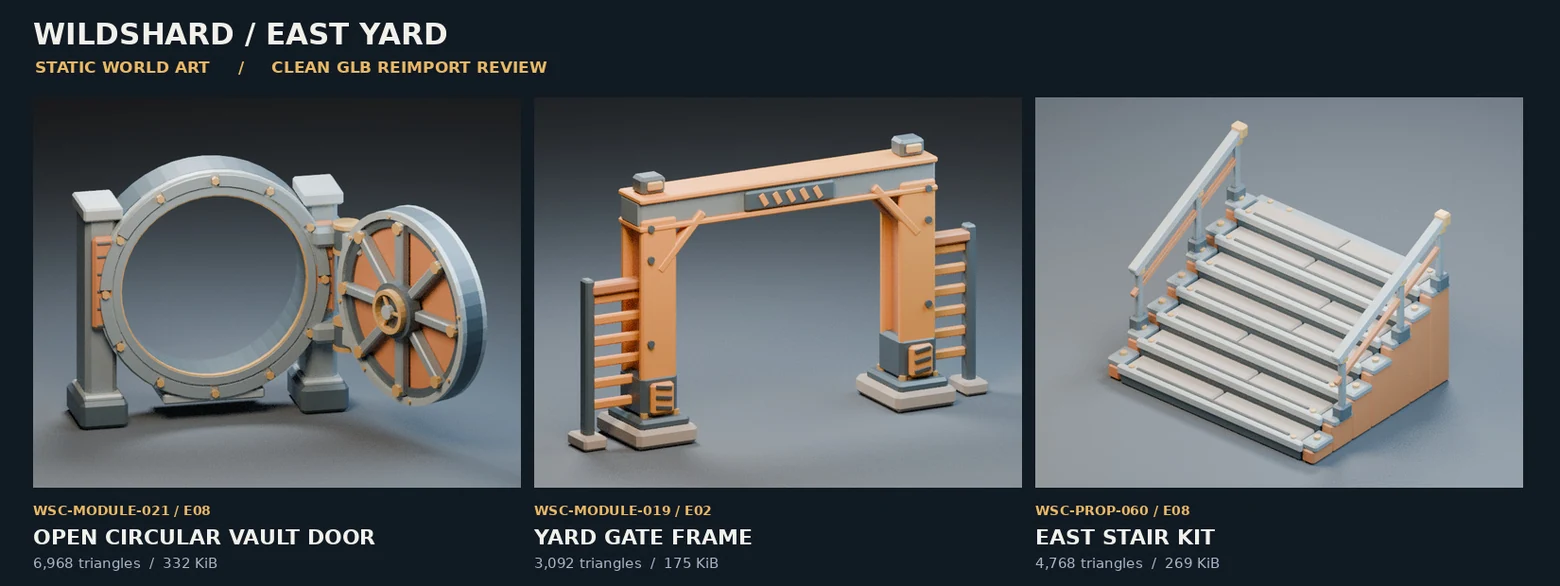 WILDSHARD / EAST YARD
STATIC WORLD ART / CLEAN GLB REIMPORT REVIEW
WSC-MODULE-021 / E08
OPEN CIRCULAR VAULT DOOR
6,968 triangles / 332 KiB
WSC-MODULE-019 / E02
YARD GATE FRAME
3,092 triangles / 175 KiB
WSC-PROP-060 / E08
EAST STAIR KIT
4,768 triangles / 269 KiB